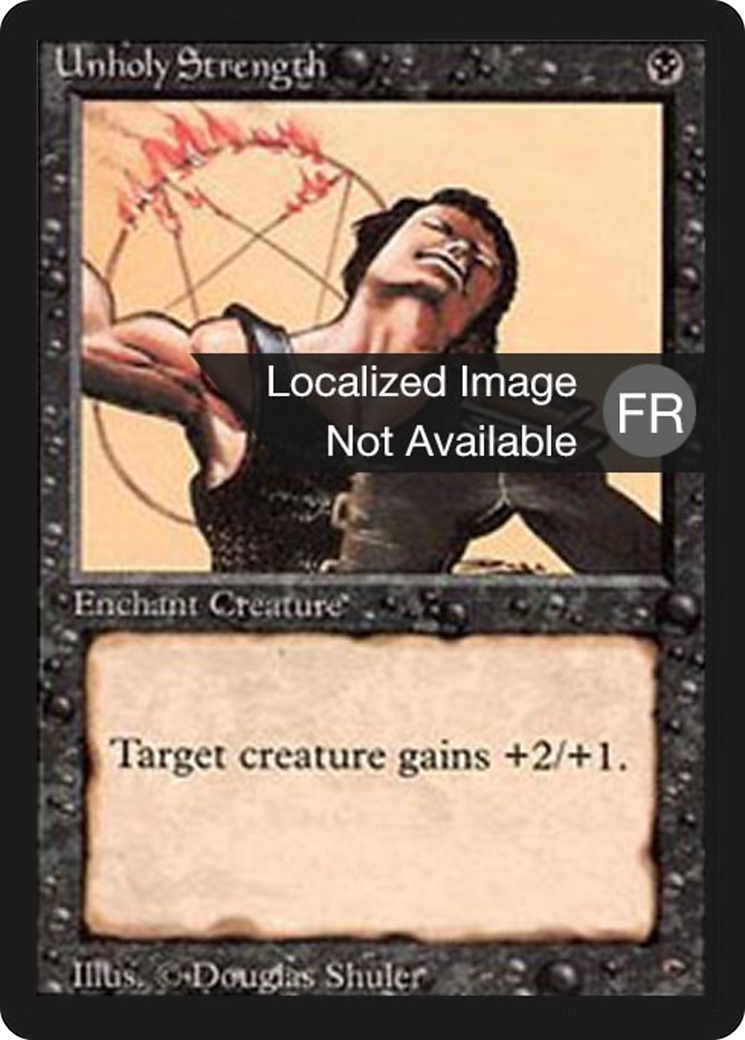 Unholy Strength
Localized Image
Not Available
FR
Enchant Creature
Target creature gains +2/+1.
Illus. © Douglas Shuler